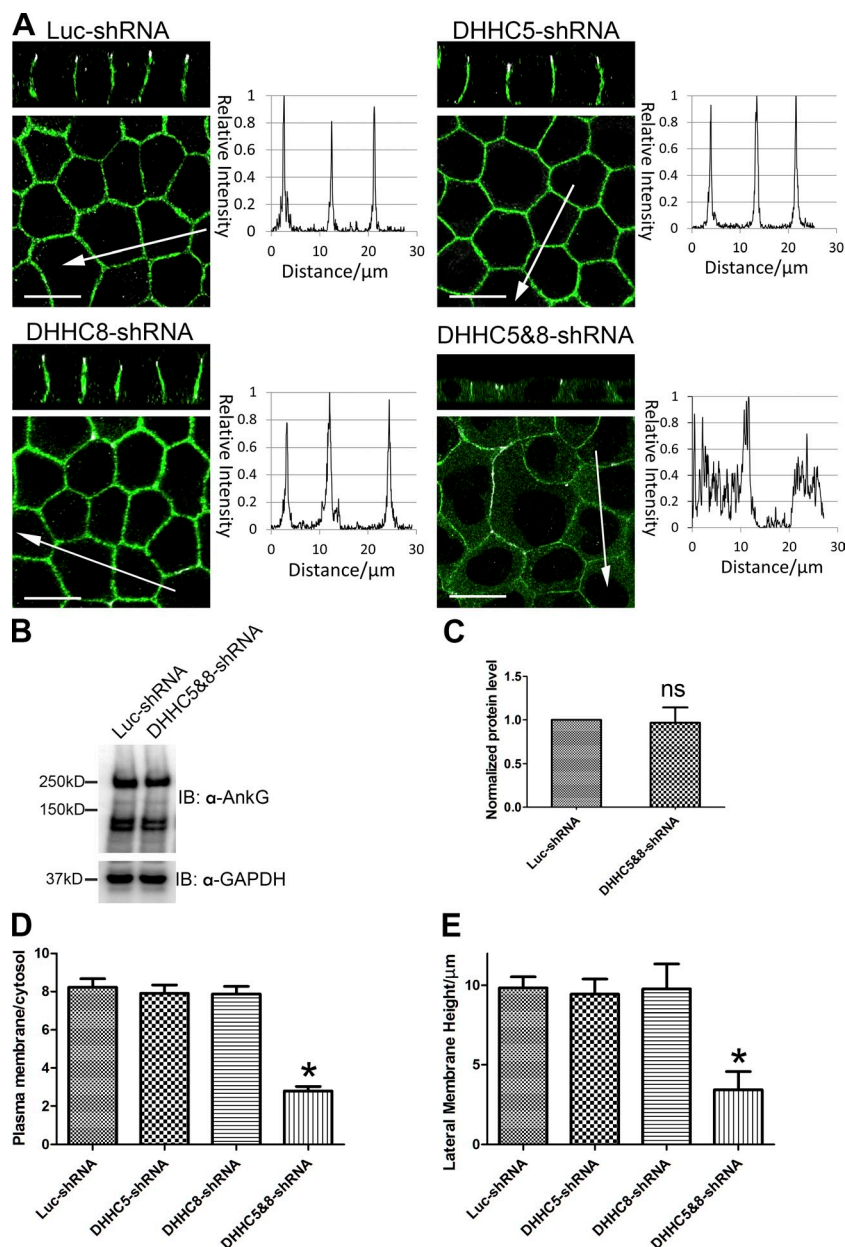 A
Luc-shRNA
Relative Intensity
1
0.8
0.6
0.4
0.2
0
0 10 20 30
Distance/µm
DHHC5-shRNA
Relative Intensity
1
0.8
0.6
0.4
0.2
0
0 10 20 30
Distance/µm
DHHC8-shRNA
Relative Intensity
1
0.8
0.6
0.4
0.2
0
0 10 20 30
Distance/µm
DHHC5&8-shRNA
Relative Intensity
1
0.8
0.6
0.4
0.2
0
0 10 20 30
Distance/µm
B
Luc-shRNA
DHHC5&8-shRNA
250kD
150kD
IB: α-AnkG
37kD
IB: α-GAPDH
C
Normalized protein level
1.5
1.0
0.5
0.0
ns
Luc-shRNA
DHHC5&8-shRNA
D
Plasma membrane/cytosol
10
8
6
4
2
0
*
Luc-shRNA
DHHC5-shRNA
DHHC8-shRNA
DHHC5&8-shRNA
E
Lateral Membrane Height/µm
10
5
0
*
Luc-shRNA
DHHC5-shRNA
DHHC8-shRNA
DHHC5&8-shRNA